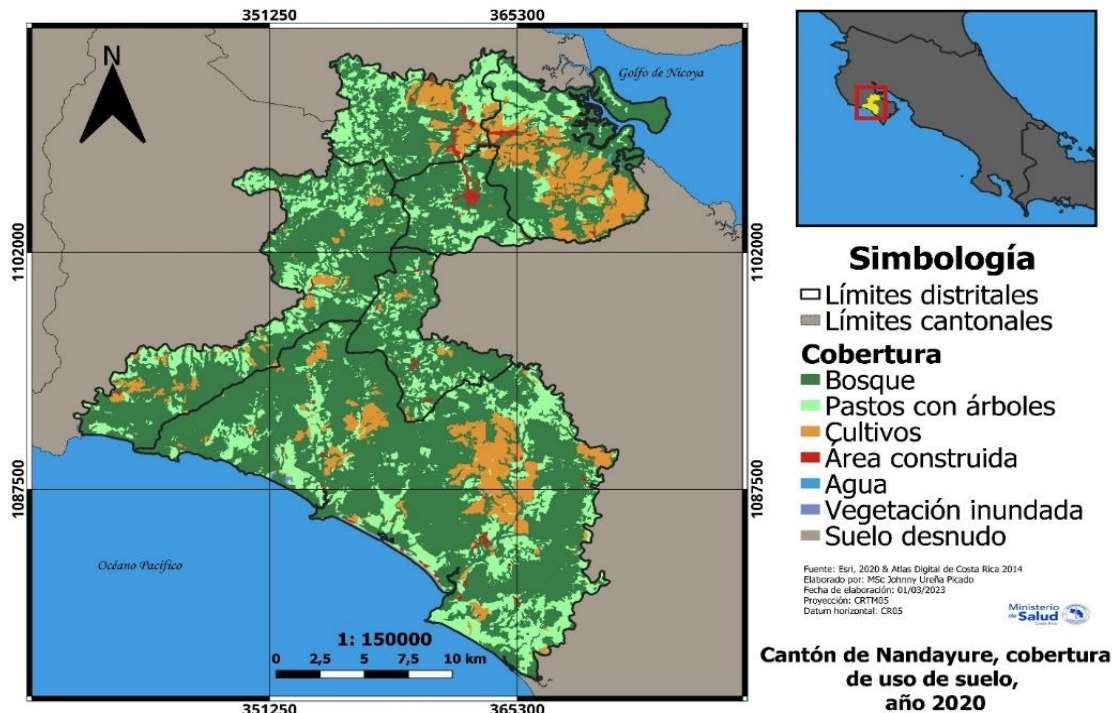 351250
365300
N
Golfo de Nicoya
1102000
1102000
1087500
1087500
Océano Pacífico
1: 150000
0 2,5 5 7,5 10 km
351250
365300
Simbología
Límites distritales
Límites cantonales
Cobertura
Bosque
Pastos con árboles
Cultivos
Área construida
Agua
Vegetación inundada
Suelo desnudo
Fuente: Esri, 2020 & Atlas Digital de Costa Rica 2014
Elaborado por: MSc Johnny Ureña Picado
Fecha de elaboración: 01/03/2023
Proyección: CRTM05
Datum horizontal: CR05
Ministerio
de Salud
Costa Rica
Cantón de Nandayure, cobertura
de uso de suelo,
año 2020